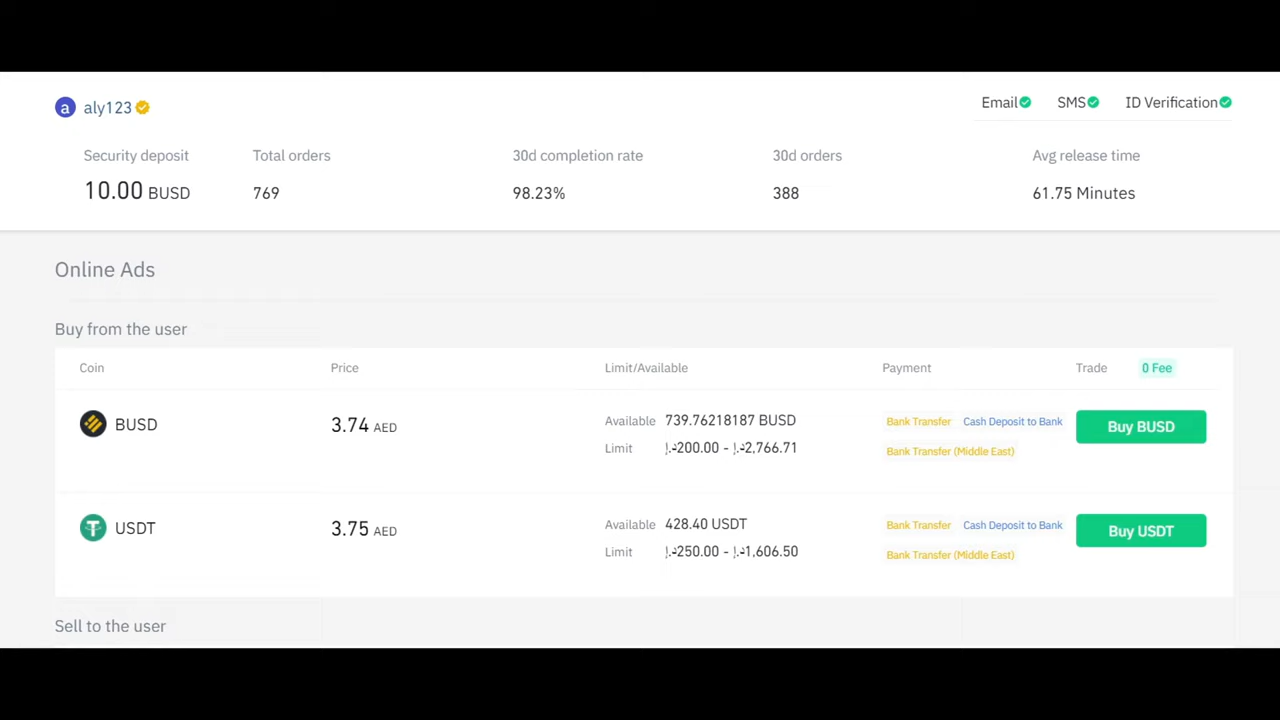 a aly123
Email SMS ID Verification
Security deposit Total orders 30d completion rate 30d orders Avg release time
10.00 BUSD 769 98.23% 388 61.75 Minutes
Online Ads
Buy from the user
Coin Price Limit/Available Payment Trade 0 Fee
BUSD 3.74 AED Available 739.76218187 BUSD Bank Transfer Cash Deposit to Bank Buy BUSD
Limit 200.00 - 2,766.71 Bank Transfer (Middle East)
USDT 3.75 AED Available 428.40 USDT Bank Transfer Cash Deposit to Bank Buy USDT
Limit 250.00 - 1,606.50 Bank Transfer (Middle East)
Sell to the user